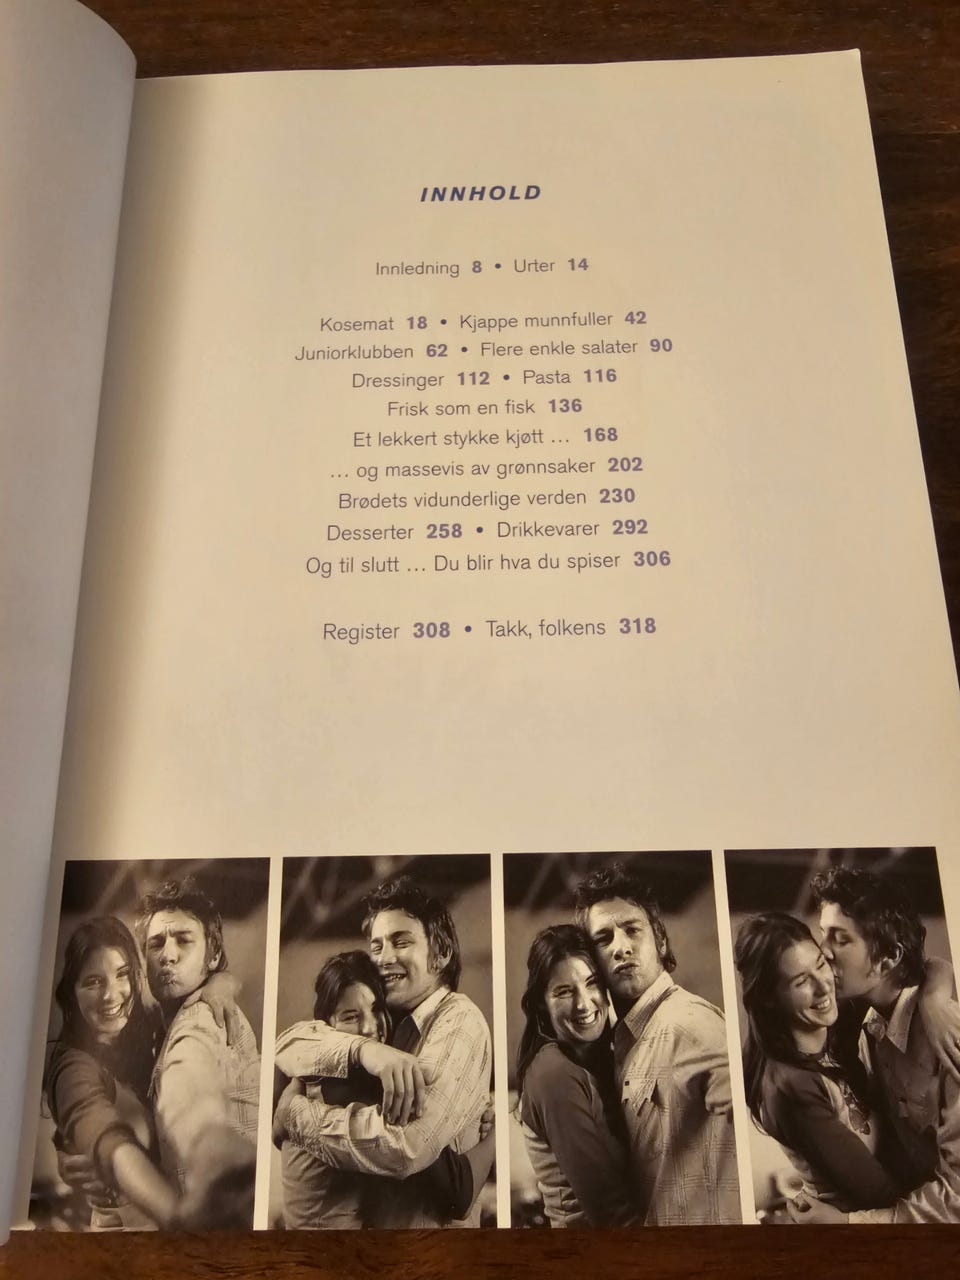 INNHOLD
Innledning 8 • Urter 14
Kosemat 18 • Kjappe munnfuller 42
Juniorklubben 62 • Flere enkle salater 90
Dressinger 112 • Pasta 116
Frisk som en fisk 136
Et lekkert stykke kjøtt ... 168
... og massevis av grønnsaker 202
Brødets vidunderlige verden 230
Desserter 258 • Drikkevarer 292
Og til slutt ... Du blir hva du spiser 306
Register 308 • Takk, folkens 318